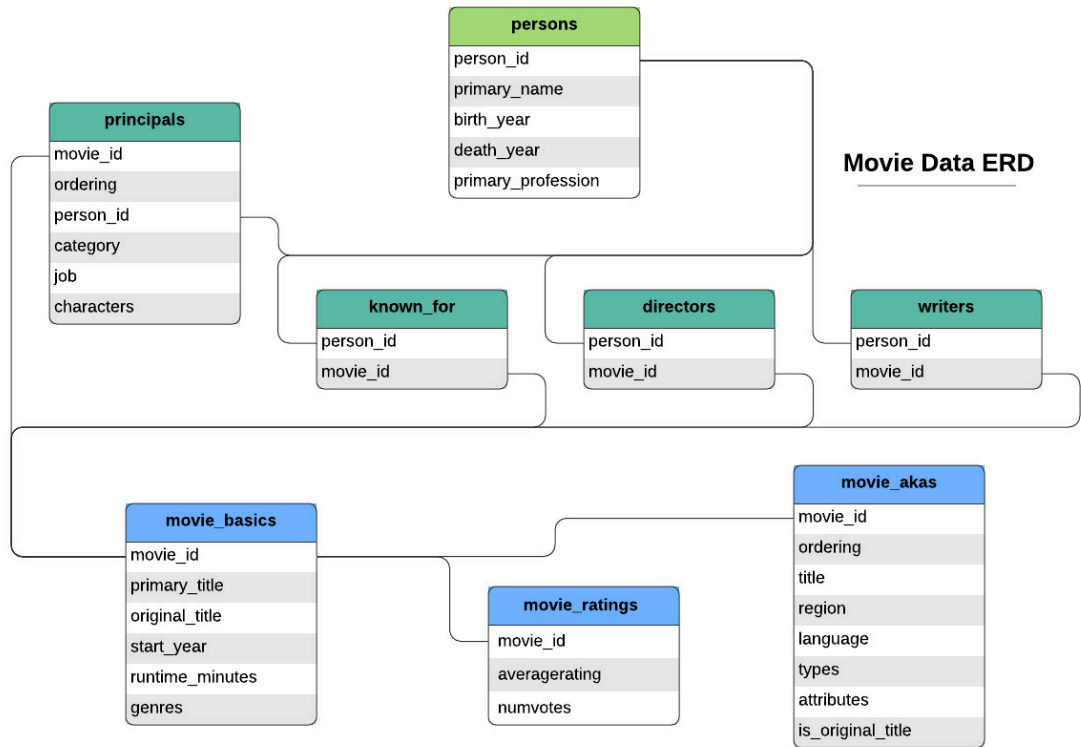 persons
person_id
primary_name
birth_year
death_year
primary_profession
principals
movie_id
ordering
person_id
category
job
characters
Movie Data ERD
known_for
person_id
movie_id
directors
person_id
movie_id
writers
person_id
movie_id
movie_basics
movie_id
primary_title
original_title
start_year
runtime_minutes
genres
movie_ratings
movie_id
averagerating
numvotes
movie_akas
movie_id
ordering
title
region
language
types
attributes
is_original_title